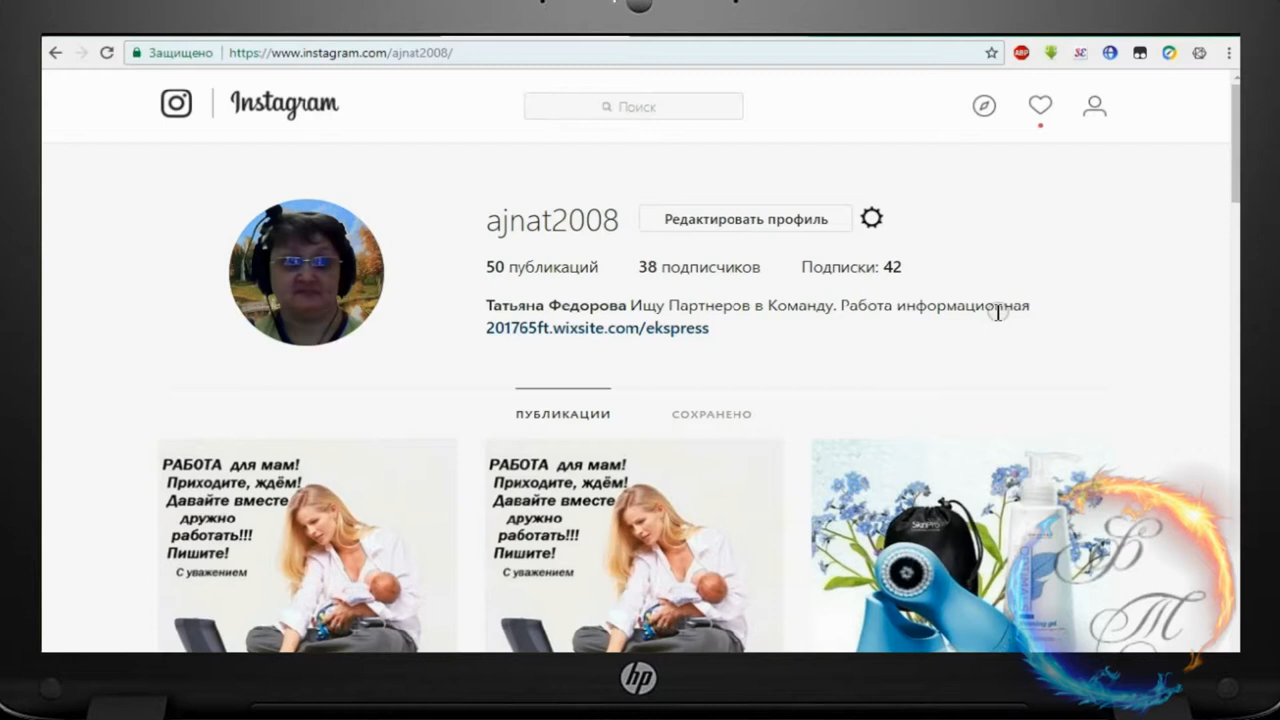 Защищено https://www.instagram.com/ajnat2008/
ABP
Instagram
Поиск
ajnat2008 Редактировать профиль
50 публикаций 38 подписчиков Подписки: 42
Татьяна Федорова Ищу Партнеров в Команду. Работа информационная
201765ft.wixsite.com/ekspress
ПУБЛИКАЦИИ СОХРАНЕНО
РАБОТА для мам!
Приходите, ждём!
Давайте вместе
дружно
работать!!!
Пишите!
С уважением
РАБОТА для мам!
Приходите, ждём!
Давайте вместе
дружно
работать!!!
Пишите!
С уважением
SkinPro
hp